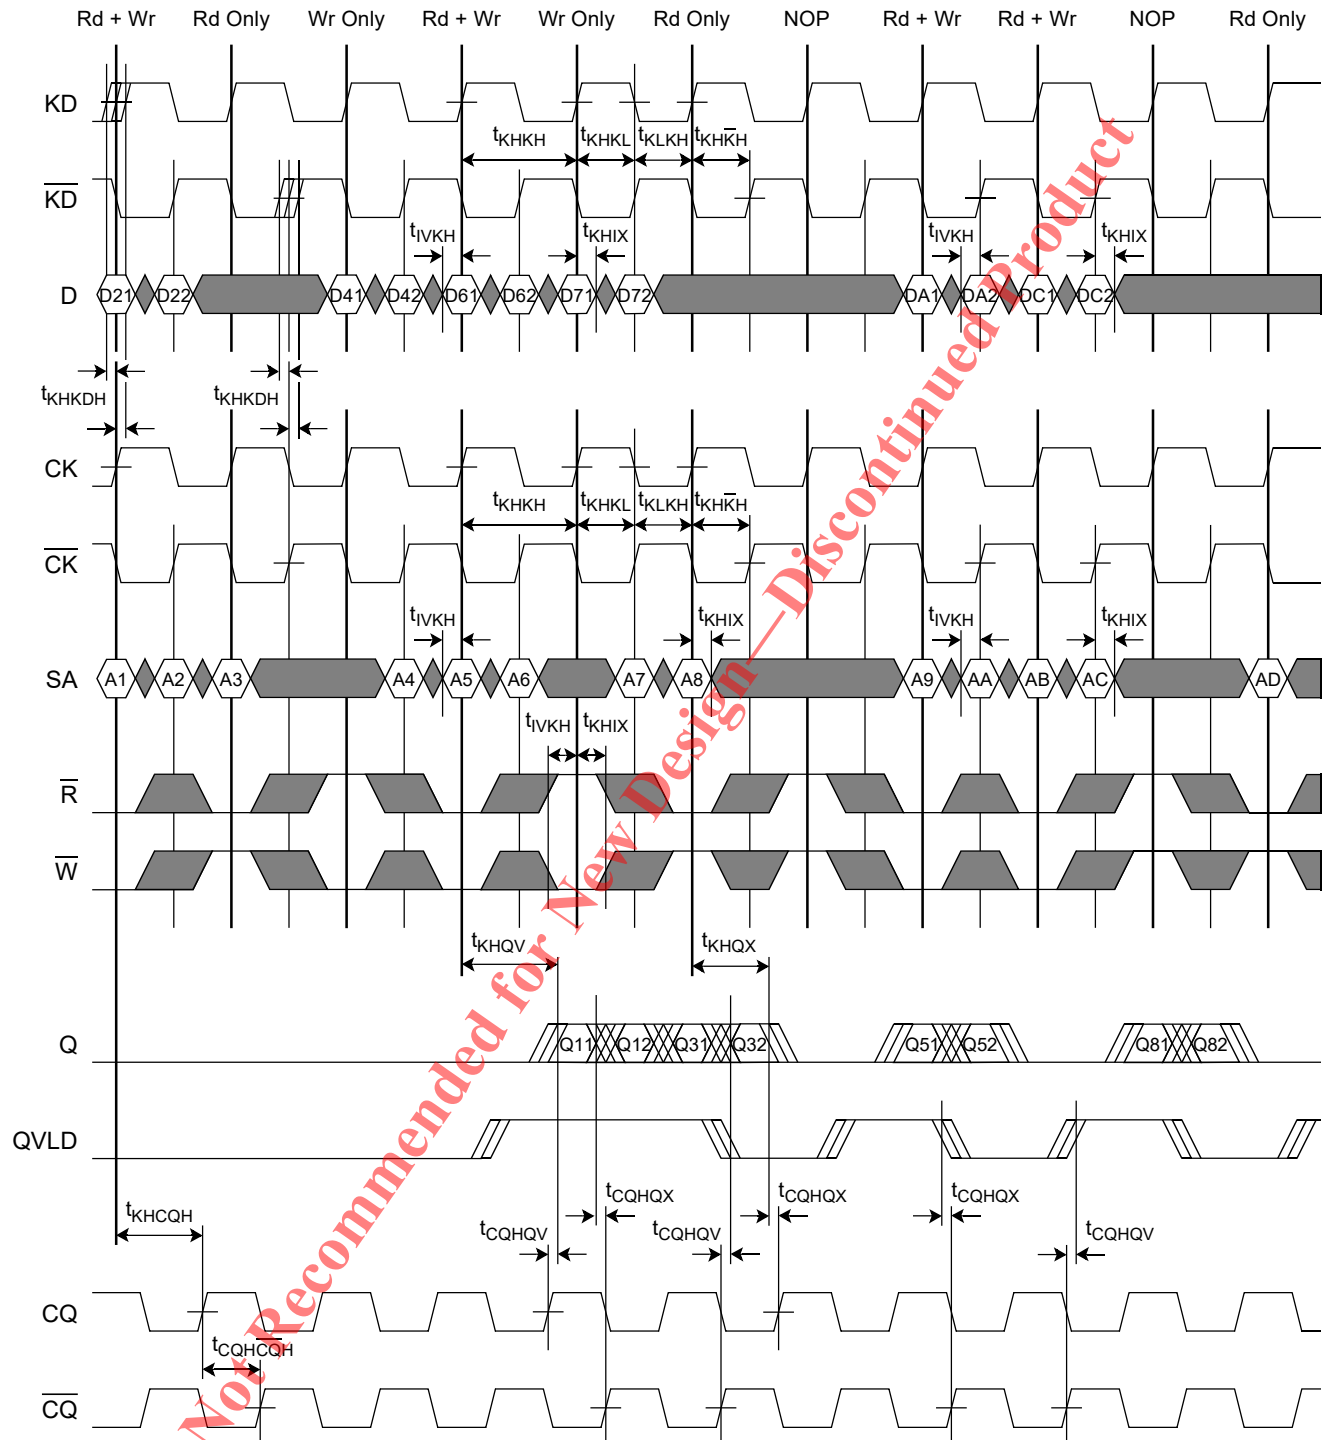 Rd + Wr Rd Only Wr Only Rd + Wr Wr Only Rd Only NOP Rd + Wr Rd + Wr NOP Rd Only
KD
tKHKH tKHKL tKLKH tKHK̅H
K̅D̅
tIVKH tKHIX tIVKH tKHIX
D D21 D22 D41 D42 D61 D62 D71 D72 DA1 DA2 DC1 DC2
tKHKDH tKHKDH
CK
tKHKH tKHKL tKLKH tKHK̅H
C̅K̅
tIVKH tKHIX tIVKH tKHIX
SA A1 A2 A3 A4 A5 A6 A7 A8 A9 AA AB AC AD
tIVKH tKHIX
R̅
W̅
tKHQV tKHQX
Q Q11 Q12 Q31 Q32 Q51 Q52 Q81 Q82
QVLD
tKHCQH tCQHQV tCQHQX tCQHQV tCQHQX tCQHQX tCQHQV
CQ
tCQHC̅Q̅H
C̅Q̅
Not Recommended for New Design—Discontinued Product